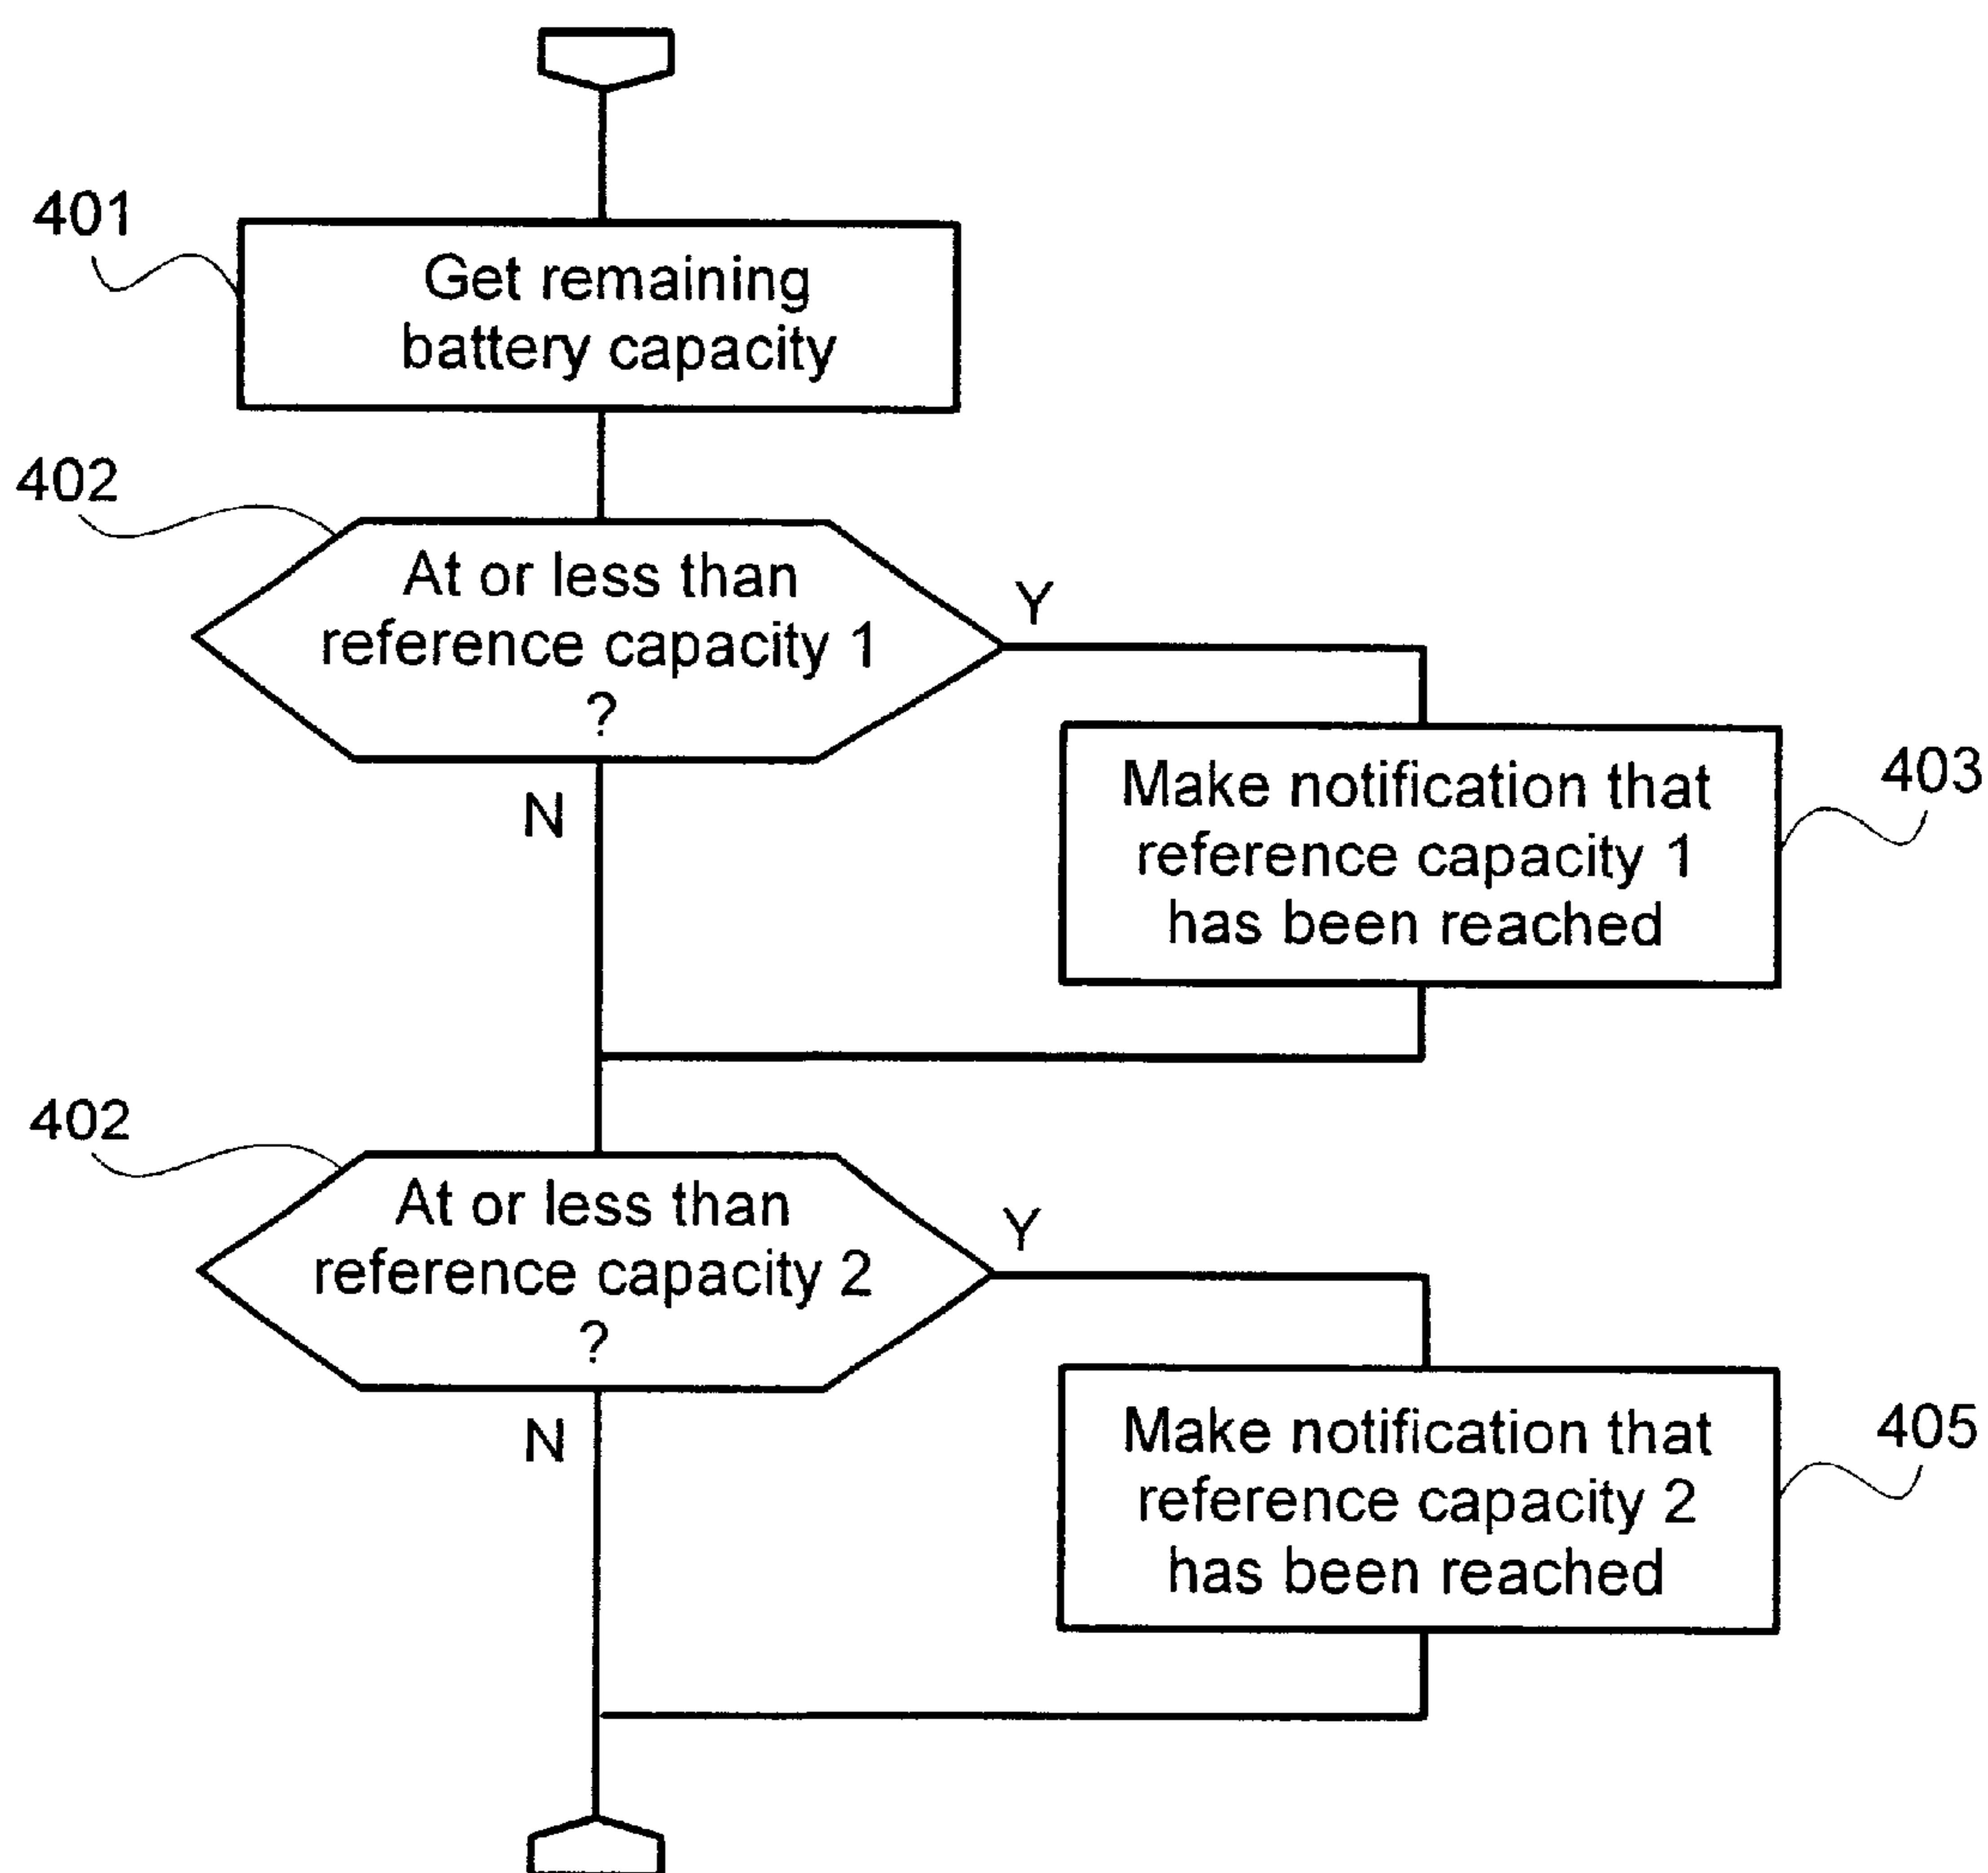 401
Get remaining
battery capacity
402
At or less than
reference capacity 1
?
Y
N
Make notification that
reference capacity 1
has been reached
403
402
At or less than
reference capacity 2
?
Y
N
Make notification that
reference capacity 2
has been reached
405